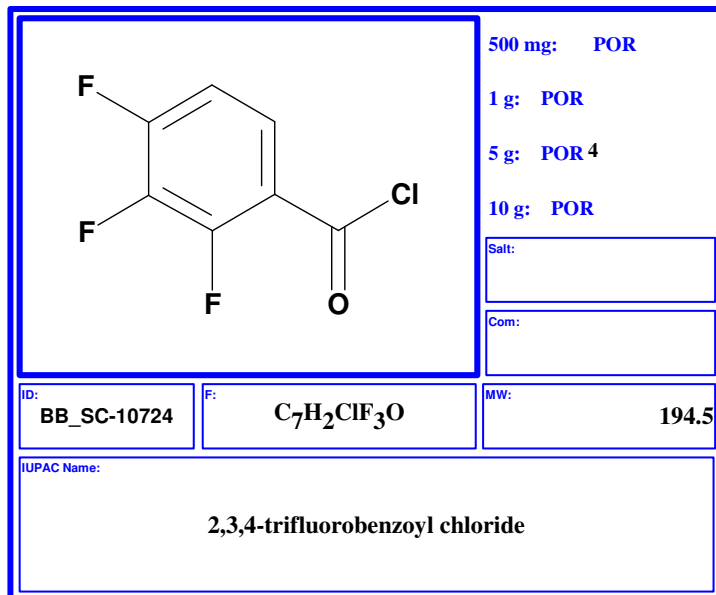 F
F
F
Cl
O
500 mg: POR
1 g: POR
5 g: POR 4
10 g: POR
Salt:
Com:
ID:
BB_SC-10724
F:
C7H2ClF3O
MW:
194.5
IUPAC Name:
2,3,4-trifluorobenzoyl chloride